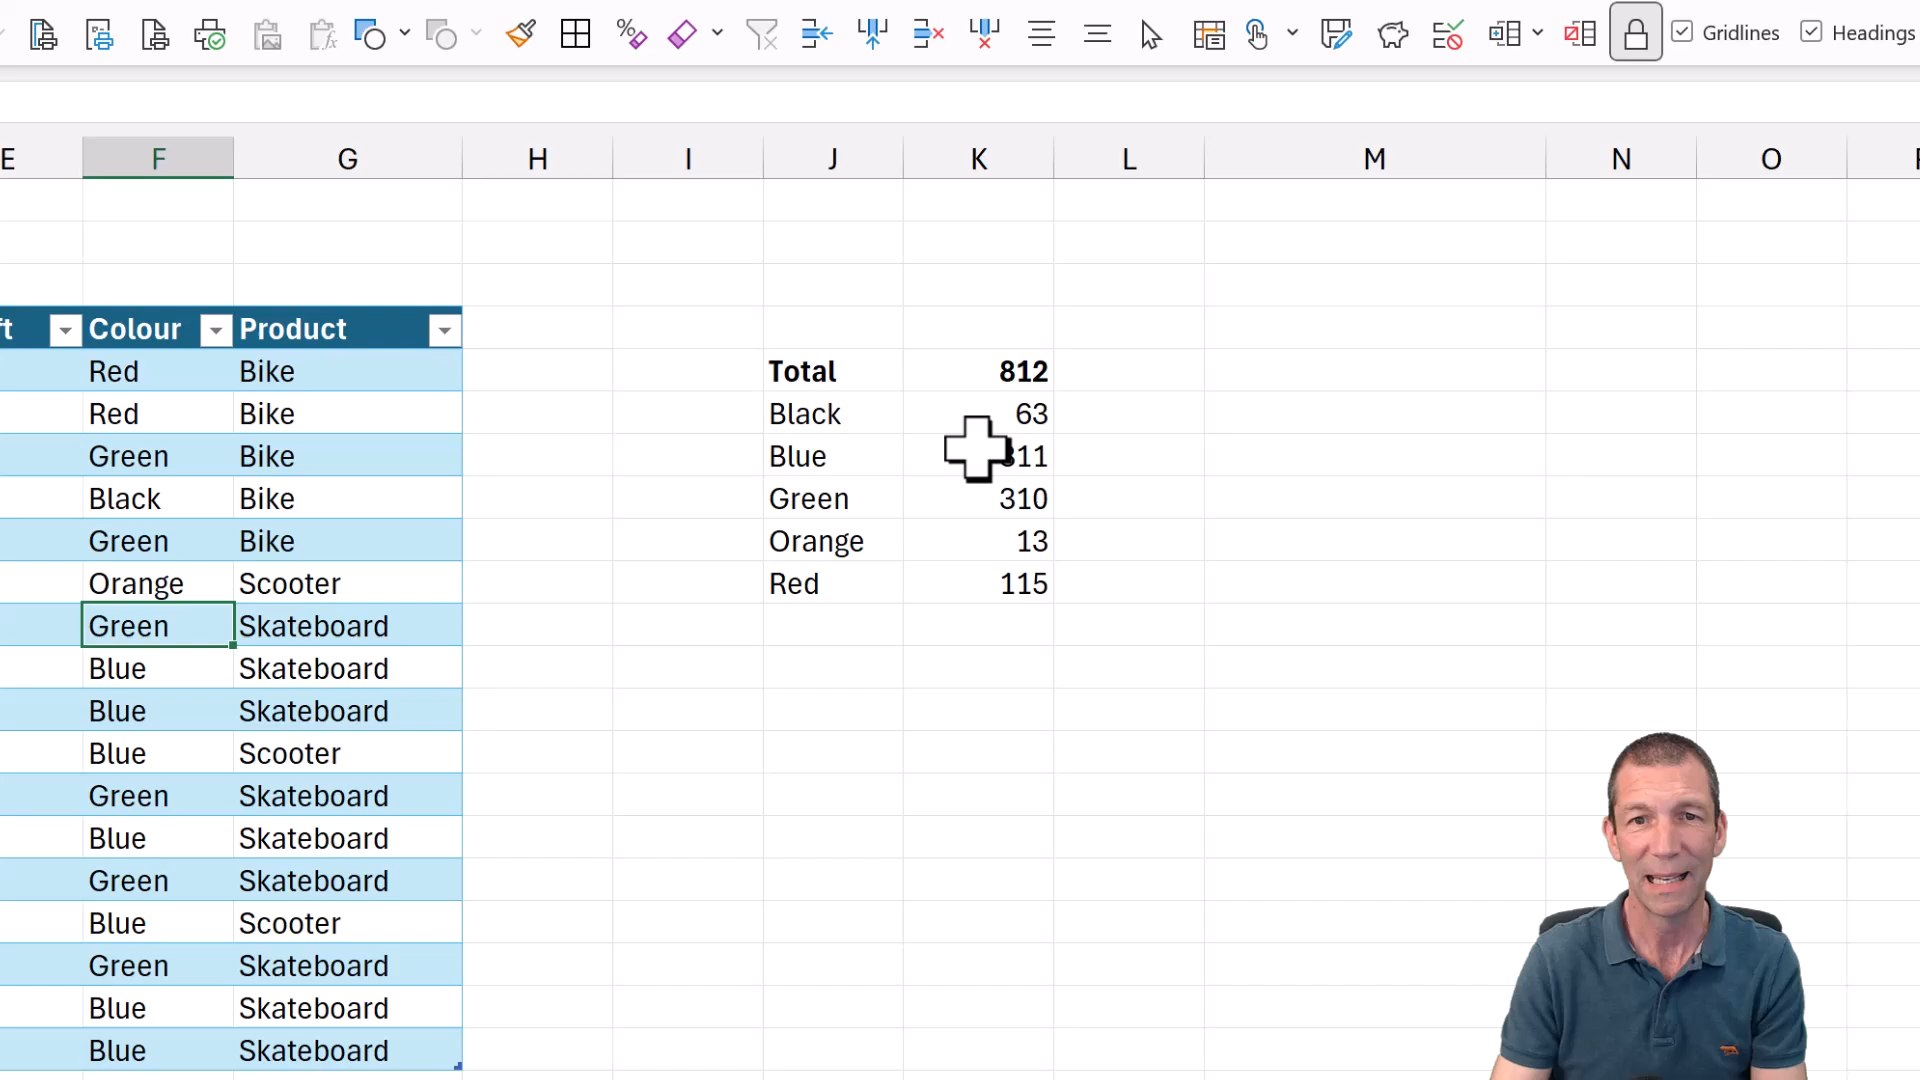 Gridlines Headings
E F G H I J K L M N O
ft Colour Product
Red Bike Total 812
Red Bike Black 63
Green Bike Blue 311
Black Bike Green 310
Green Bike Orange 13
Orange Scooter Red 115
Green Skateboard
Blue Skateboard
Blue Skateboard
Blue Scooter
Green Skateboard
Blue Skateboard
Green Skateboard
Blue Scooter
Green Skateboard
Blue Skateboard
Blue Skateboard